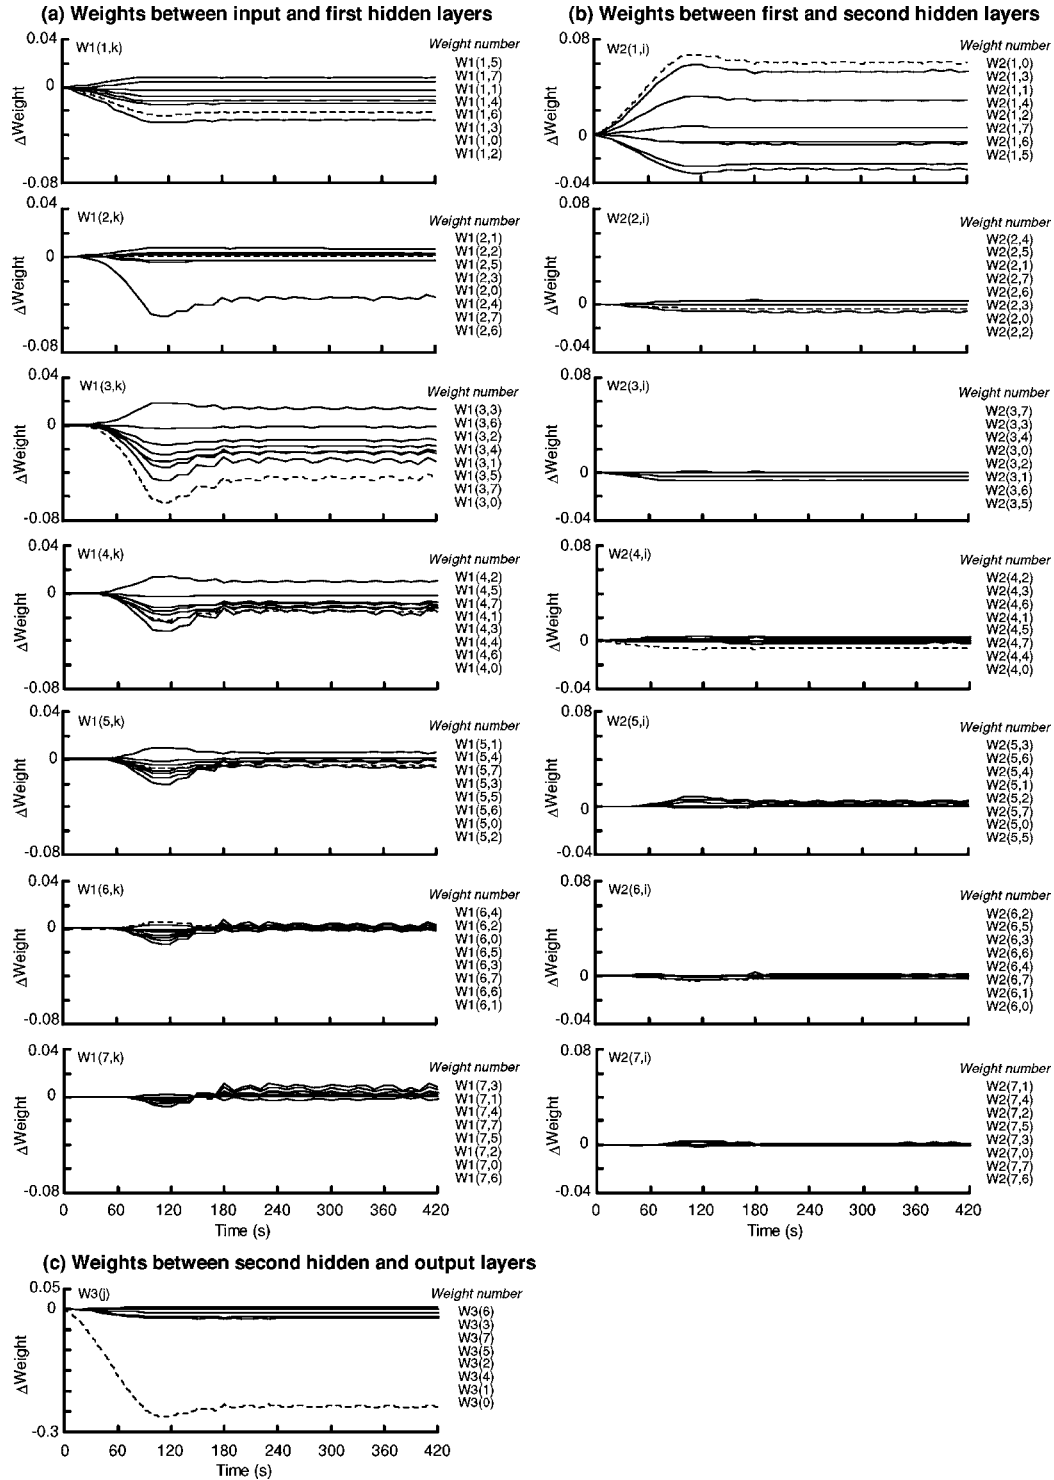 (a) Weights between input and first hidden layers
0.04
W1(1,k)
Weight number
W1(1,5)
W1(1,7)
W1(1,1)
W1(1,4)
W1(1,6)
W1(1,3)
W1(1,0)
W1(1,2)
0
ΔWeight
-0.08
0.04
W1(2,k)
Weight number
W1(2,1)
W1(2,2)
W1(2,5)
W1(2,3)
W1(2,0)
W1(2,4)
W1(2,7)
W1(2,6)
0
ΔWeight
-0.08
0.04
W1(3,k)
Weight number
W1(3,3)
W1(3,6)
W1(3,2)
W1(3,4)
W1(3,1)
W1(3,5)
W1(3,7)
W1(3,0)
0
ΔWeight
-0.08
0.04
W1(4,k)
Weight number
W1(4,2)
W1(4,5)
W1(4,7)
W1(4,1)
W1(4,3)
W1(4,4)
W1(4,6)
W1(4,0)
0
ΔWeight
-0.08
0.04
W1(5,k)
Weight number
W1(5,1)
W1(5,4)
W1(5,7)
W1(5,3)
W1(5,5)
W1(5,6)
W1(5,0)
W1(5,2)
0
ΔWeight
-0.08
0.04
W1(6,k)
Weight number
W1(6,4)
W1(6,2)
W1(6,0)
W1(6,5)
W1(6,3)
W1(6,7)
W1(6,6)
W1(6,1)
0
ΔWeight
-0.08
0.04
W1(7,k)
Weight number
W1(7,3)
W1(7,1)
W1(7,4)
W1(7,7)
W1(7,5)
W1(7,2)
W1(7,0)
W1(7,6)
0
ΔWeight
-0.08
0 60 120 180 240 300 360 420
Time (s)
(b) Weights between first and second hidden layers
0.08
W2(1,i)
Weight number
W2(1,0)
W2(1,3)
W2(1,1)
W2(1,4)
W2(1,2)
W2(1,7)
W2(1,6)
W2(1,5)
0
ΔWeight
-0.04
0.08
W2(2,i)
Weight number
W2(2,4)
W2(2,5)
W2(2,1)
W2(2,7)
W2(2,6)
W2(2,3)
W2(2,0)
W2(2,2)
0
ΔWeight
-0.04
0.08
W2(3,i)
Weight number
W2(3,7)
W2(3,3)
W2(3,4)
W2(3,0)
W2(3,2)
W2(3,1)
W2(3,6)
W2(3,5)
0
ΔWeight
-0.04
0.08
W2(4,i)
Weight number
W2(4,2)
W2(4,3)
W2(4,6)
W2(4,1)
W2(4,5)
W2(4,7)
W2(4,4)
W2(4,0)
0
ΔWeight
-0.04
0.08
W2(5,i)
Weight number
W2(5,3)
W2(5,6)
W2(5,4)
W2(5,1)
W2(5,2)
W2(5,7)
W2(5,0)
W2(5,5)
0
ΔWeight
-0.04
0.08
W2(6,i)
Weight number
W2(6,2)
W2(6,5)
W2(6,3)
W2(6,6)
W2(6,4)
W2(6,7)
W2(6,1)
W2(6,0)
0
ΔWeight
-0.04
0.08
W2(7,i)
Weight number
W2(7,1)
W2(7,4)
W2(7,2)
W2(7,5)
W2(7,3)
W2(7,0)
W2(7,7)
W2(7,6)
0
ΔWeight
-0.04
0 60 120 180 240 300 360 420
Time (s)
(c) Weights between second hidden and output layers
0.05
W3(j)
Weight number
W3(6)
W3(3)
W3(7)
W3(5)
W3(2)
W3(4)
W3(1)
W3(0)
0
ΔWeight
-0.3
0 60 120 180 240 300 360 420
Time (s)